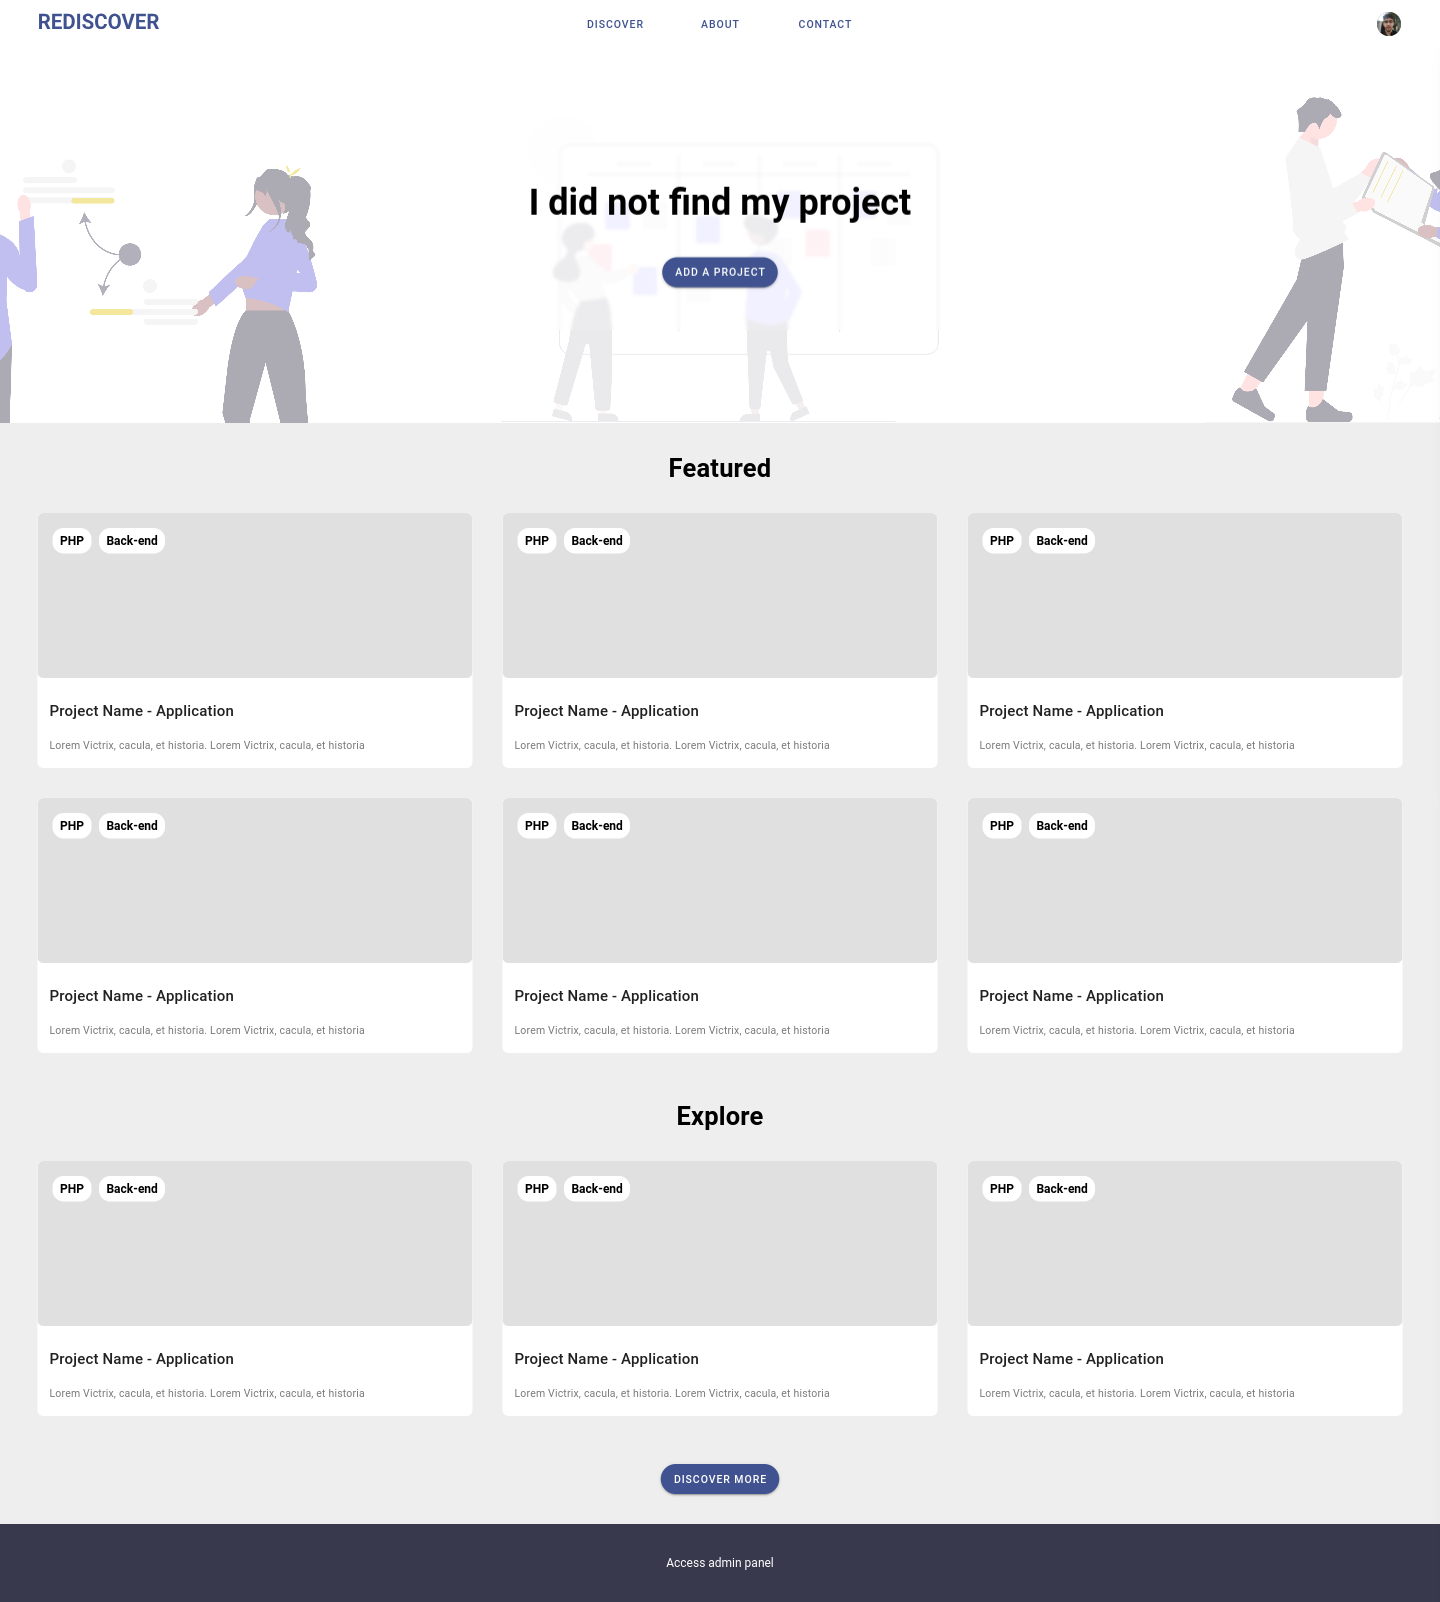 REDISCOVER
DISCOVER ABOUT CONTACT
I did not find my project
ADD A PROJECT
Featured
PHP Back-end PHP Back-end PHP Back-end
Project Name - Application Project Name - Application Project Name - Application
Lorem Victrix, cacula, et historia. Lorem Victrix, cacula, et historia Lorem Victrix, cacula, et historia. Lorem Victrix, cacula, et historia Lorem Victrix, cacula, et historia. Lorem Victrix, cacula, et historia
PHP Back-end PHP Back-end PHP Back-end
Project Name - Application Project Name - Application Project Name - Application
Lorem Victrix, cacula, et historia. Lorem Victrix, cacula, et historia Lorem Victrix, cacula, et historia. Lorem Victrix, cacula, et historia Lorem Victrix, cacula, et historia. Lorem Victrix, cacula, et historia
Explore
PHP Back-end PHP Back-end PHP Back-end
Project Name - Application Project Name - Application Project Name - Application
Lorem Victrix, cacula, et historia. Lorem Victrix, cacula, et historia Lorem Victrix, cacula, et historia. Lorem Victrix, cacula, et historia Lorem Victrix, cacula, et historia. Lorem Victrix, cacula, et historia
DISCOVER MORE
Access admin panel